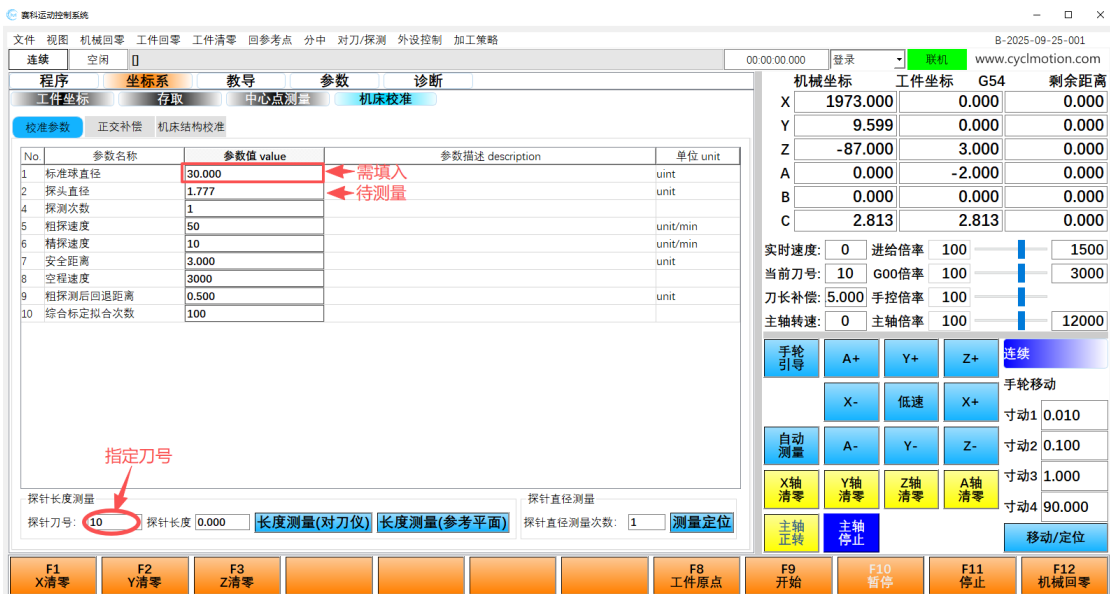 赛科运动控制系统
文件 视图 机械回零 工件回零 工件清零 回参考点 分中 对刀/探测 外设控制 加工策略 B-2025-09-25-001
连续 空闲 [] 00:00:00.000 登录 联机 www.cyclmotion.com
程序 坐标系 教导 参数 诊断
工件坐标 存取 中心点测量 机床校准
校准参数 正交补偿 机床结构校准
No. 参数名称 参数值 value 参数描述 description 单位 unit
1 标准球直径 30.000 需填入 uint
2 探头直径 1.777 待测量 unit
4 探测次数 1
5 粗探速度 50 unit/min
6 精探速度 10 unit/min
7 安全距离 3.000 unit
8 空程速度 3000
9 粗探测后回退距离 0.500 unit
10 综合标定拟合次数 100
指定刀号
探针长度测量 探针直径测量
探针刀号: 10 探针长度 0.000 长度测量(对刀仪) 长度测量(参考平面) 探针直径测量次数: 1 测量定位
机械坐标 工件坐标 G54 剩余距离
X 1973.000 0.000 0.000
Y 9.599 0.000 0.000
Z -87.000 3.000 0.000
A 0.000 -2.000 0.000
B 0.000 0.000 0.000
C 2.813 2.813 0.000
实时速度: 0 进给倍率 100 1500
当前刀号: 10 G00倍率 100 3000
刀长补偿: 5.000 手控倍率 100
主轴转速: 0 主轴倍率 100 12000
手轮
引导 A+ Y+ Z+
X- 低速 X+
自动
测量 A- Y- Z-
X轴
清零
Y轴
清零
Z轴
清零
A轴
清零
主轴
正转
主轴
停止
连续
手轮移动
寸动1 0.010
寸动2 0.100
寸动3 1.000
寸动4 90.000
移动/定位
F1
X清零
F2
Y清零
F3
Z清零
F8
工件原点
F9
开始
F10
暂停
F11
停止
F12
机械回零